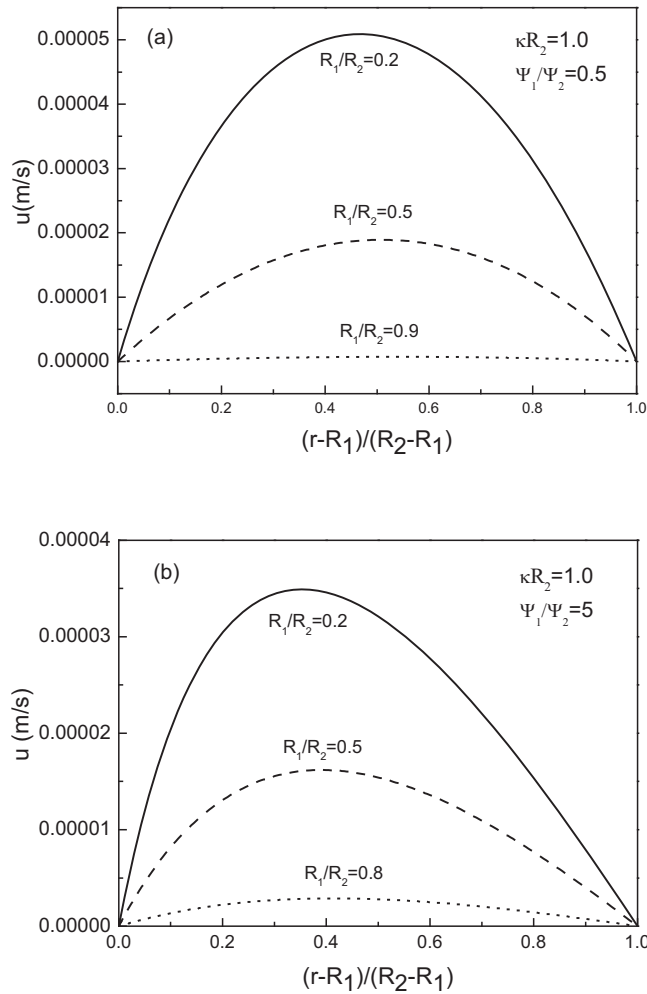 (a)
κR₂=1.0
Ψ₁/Ψ₂=0.5
R₁/R₂=0.2
R₁/R₂=0.5
R₁/R₂=0.9
u(m/s)
0.00005
0.00004
0.00003
0.00002
0.00001
0.00000
0.0 0.2 0.4 0.6 0.8 1.0
(r-R₁)/(R₂-R₁)
(b)
κR₂=1.0
Ψ₁/Ψ₂=5
R₁/R₂=0.2
R₁/R₂=0.5
R₁/R₂=0.8
u (m/s)
0.00004
0.00003
0.00002
0.00001
0.00000
0.0 0.2 0.4 0.6 0.8 1.0
(r-R₁)/(R₂-R₁)